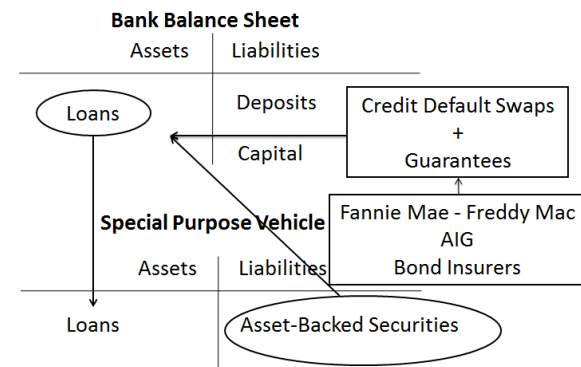 Bank Balance Sheet
Assets Liabilities
Loans
Deposits
Capital
Credit Default Swaps
+
Guarantees
Fannie Mae - Freddy Mac
AIG
Bond Insurers
Special Purpose Vehicle
Assets Liabilities
Loans
Asset-Backed Securities